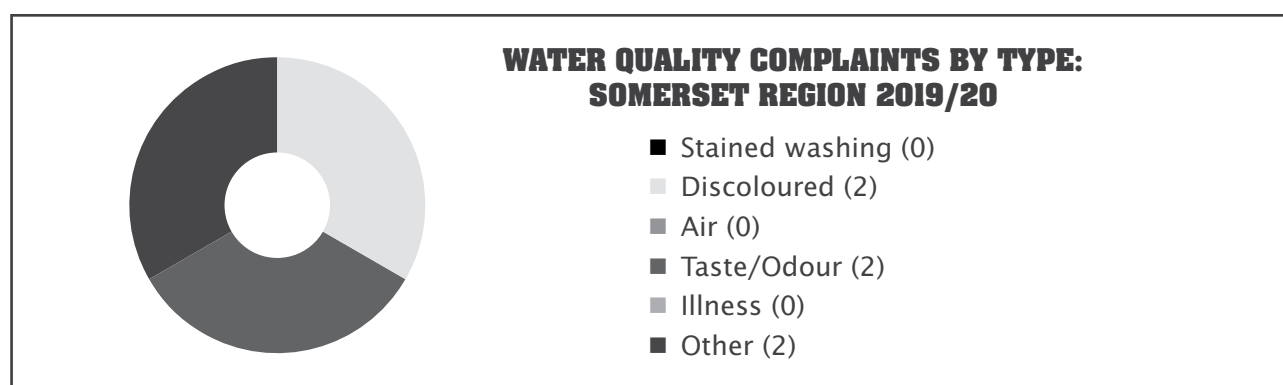 WATER QUALITY COMPLAINTS BY TYPE:
SOMERSET REGION 2019/20
Stained washing (0)
Discoloured (2)
Air (0)
Taste/Odour (2)
Illness (0)
Other (2)